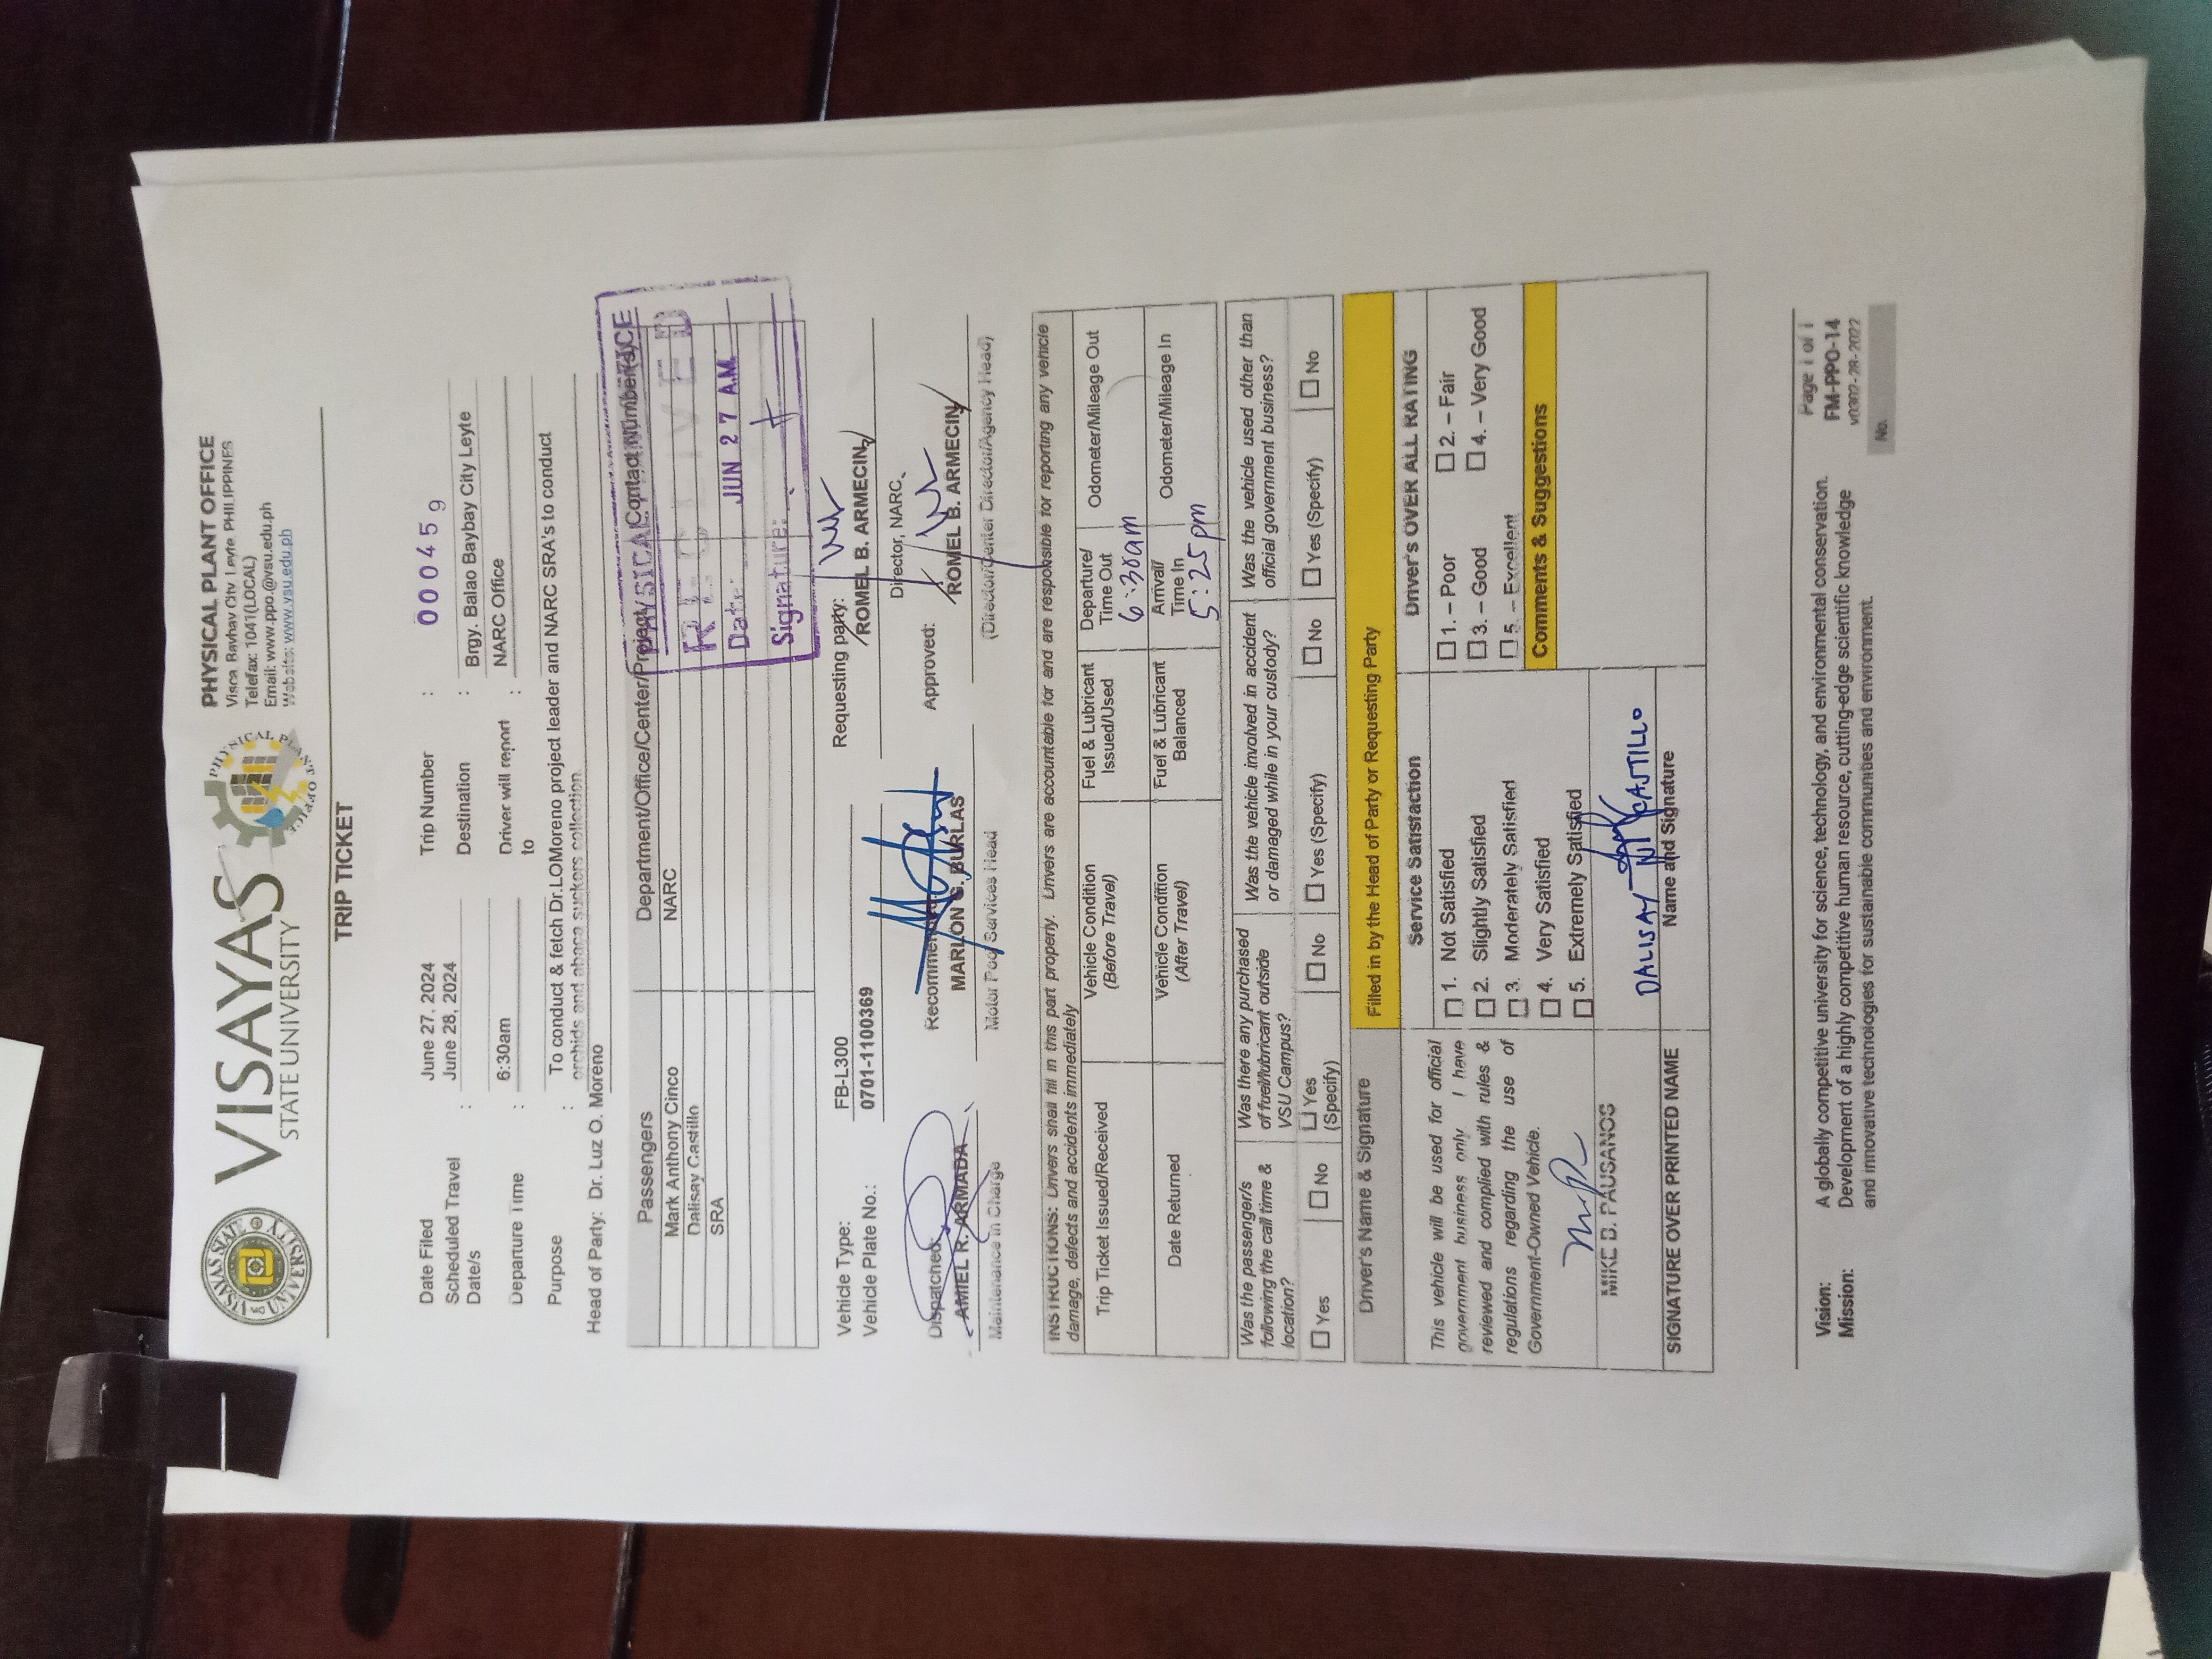 VISAYAS
STATE UNIVERSITY
PHYSICAL PLANT OFFICE
Visca Baybay City Leyte, PHILIPPINES
Telefax: 1041(LOCAL)
Email: www.ppo.@vsu.edu.ph
Website: www.vsu.edu.ph
VISAYAS STATE UNIVERSITY
PHYSICAL PLANT OFFICE
TRIP TICKET
Date Filed June 27, 2024 Trip Number : 000459
Scheduled Travel Date/s : June 28, 2024 Destination : Brgy. Balao Baybay City Leyte
Departure Time : 6:30am Driver will report to : NARC Office
Purpose : To conduct & fetch Dr.LOMoreno project leader and NARC SRA's to conduct
orchids and abaca suckers collection
Head of Party: Dr. Luz O. Moreno
Passengers Department/Office/Center/Project Contact Number(s)
Mark Anthony Cinco NARC
Dalisay Castillo
SRA
PHYSICAL OFFICE
RECEIVED
Date: JUN 27 A.M.
Signature:
Vehicle Type: FB-L300 Requesting party:
Vehicle Plate No.: 0701-1100369 ROMEL B. ARMECIN
Director, NARC
Dispatched: Recommended: Approved:
AMIEL R. ARMADA MARLON G. BURLAS ROMEL B. ARMECIN
Maintenance in Charge Motor Pool Services Head (Director/Center Director/Agency Head)
INSTRUCTIONS: Drivers shall fill in this part properly. Drivers are accountable for and are responsible for reporting any vehicle
damage, defects and accidents immediately
Trip Ticket Issued/Received Vehicle Condition (Before Travel) Fuel & Lubricant Issued/Used Departure/ Time Out Odometer/Mileage Out
6:30am
Date Returned Vehicle Condition (After Travel) Fuel & Lubricant Balanced Arrival/ Time In Odometer/Mileage In
5:25pm
Was the passenger/s following the call time & location? Was there any purchased of fuel/lubricant outside VSU Campus? Was the vehicle involved in accident or damaged while in your custody? Was the vehicle used other than official government business?
☐ Yes ☐ No ☐ Yes (Specify) ☐ No ☐ Yes (Specify) ☐ No ☐ Yes (Specify) ☐ No
Driver's Name & Signature Filled in by the Head of Party or Requesting Party
This vehicle will be used for official
government business only. I have
reviewed and complied with rules &
regulations regarding the use of
Government-Owned Vehicle.
MIKE B. PAUSANOS
SIGNATURE OVER PRINTED NAME
Service Satisfaction
☐ 1. Not Satisfied
☐ 2. Slightly Satisfied
☐ 3. Moderately Satisfied
☐ 4. Very Satisfied
☐ 5. Extremely Satisfied
DALISAY NT CASTILLO
Name and Signature
Driver's OVER ALL RATING
☐ 1. – Poor ☐ 2. – Fair
☐ 3. – Good ☐ 4. – Very Good
☐ 5. – Excellent
Comments & Suggestions
Vision: A globally competitive university for science, technology, and environmental conservation.
Mission: Development of a highly competitive human resource, cutting-edge scientific knowledge
and innovative technologies for sustainable communities and environment.
Page 1 of 1
FM-PPO-14
No.